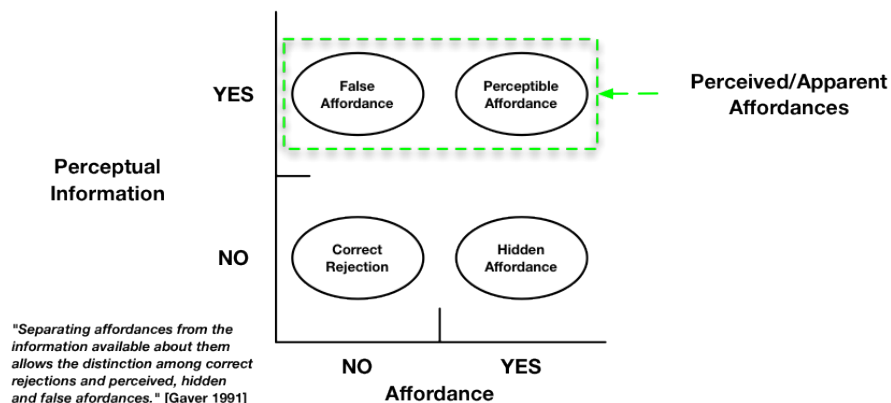 YES
False
Affordance
Perceptible
Affordance
Perceived/Apparent
Affordances
Perceptual
Information
NO
Correct
Rejection
Hidden
Affordance
"Separating affordances from the
information available about them
allows the distinction among correct
rejections and perceived, hidden
and false afordances." [Gaver 1991]
NO
YES
Affordance